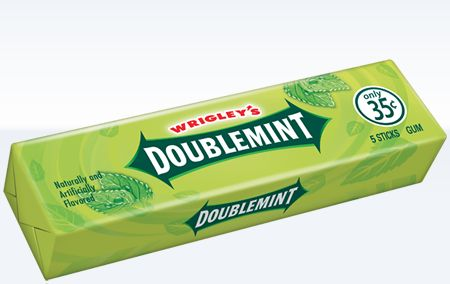 WRIGLEY'S
DOUBLEMINT
only
35¢
5 STICKS GUM
Naturally and
Artificially
Flavored
DOUBLEMINT